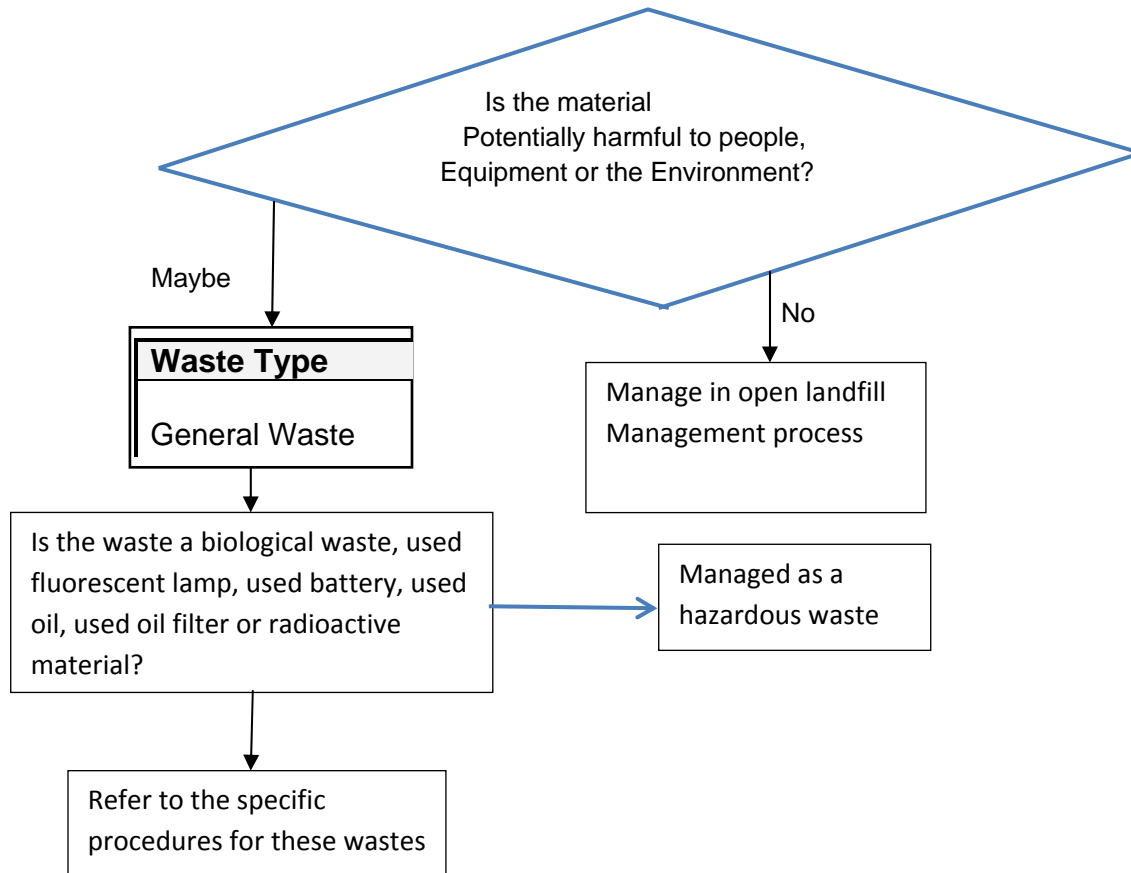 Is the material
Potentially harmful to people,
Equipment or the Environment?
Maybe
No
Waste Type
General Waste
Manage in open landfill
Management process
Is the waste a biological waste, used
fluorescent lamp, used battery, used
oil, used oil filter or radioactive
material?
Managed as a
hazardous waste
Refer to the specific
procedures for these wastes